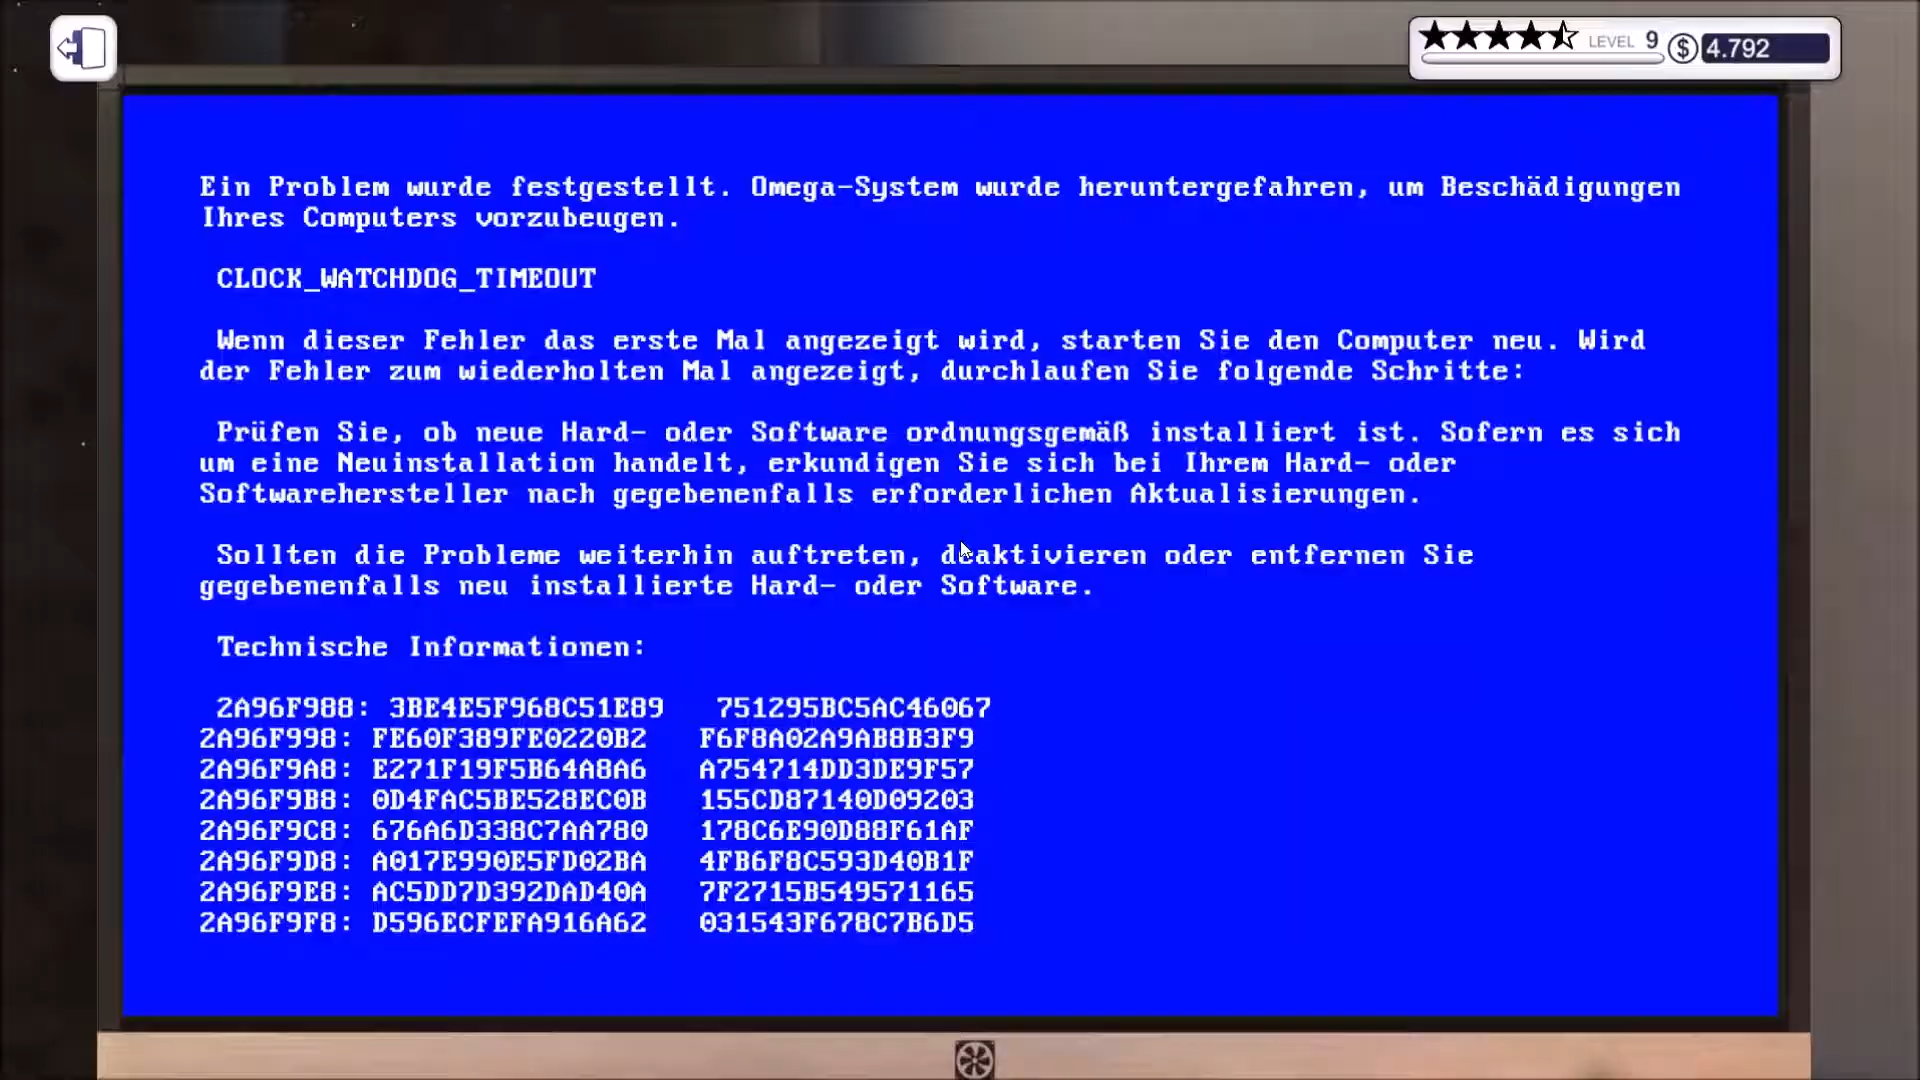 LEVEL 9
$ 4.792
Ein Problem wurde festgestellt. Omega-System wurde heruntergefahren, um Beschädigungen
Ihres Computers vorzubeugen.
CLOCK_WATCHDOG_TIMEOUT
Wenn dieser Fehler das erste Mal angezeigt wird, starten Sie den Computer neu. Wird
der Fehler zum wiederholten Mal angezeigt, durchlaufen Sie folgende Schritte:
Prüfen Sie, ob neue Hard- oder Software ordnungsgemäß installiert ist. Sofern es sich
um eine Neuinstallation handelt, erkundigen Sie sich bei Ihrem Hard- oder
Softwarehersteller nach gegebenenfalls erforderlichen Aktualisierungen.
Sollten die Probleme weiterhin auftreten, deaktivieren oder entfernen Sie
gegebenenfalls neu installierte Hard- oder Software.
Technische Informationen:
2A96F988: 3BE4E5F968C51E89 751295BC5AC46067
2A96F998: FE60F389FE0220B2 F6F8A02A9AB8B3F9
2A96F9A8: E271F19F5B64A8A6 A754714DD3DE9F57
2A96F9B8: 0D4FAC5BE528EC0B 155CD87140D09203
2A96F9C8: 676A6D338C7AA780 178C6E90D88F61AF
2A96F9D8: A017E990E5FD02BA 4FB6F8C593D40B1F
2A96F9E8: AC5DD7D392DAD40A 7F2715B549571165
2A96F9F8: D596ECFEFA916A62 031543F678C7B6D5